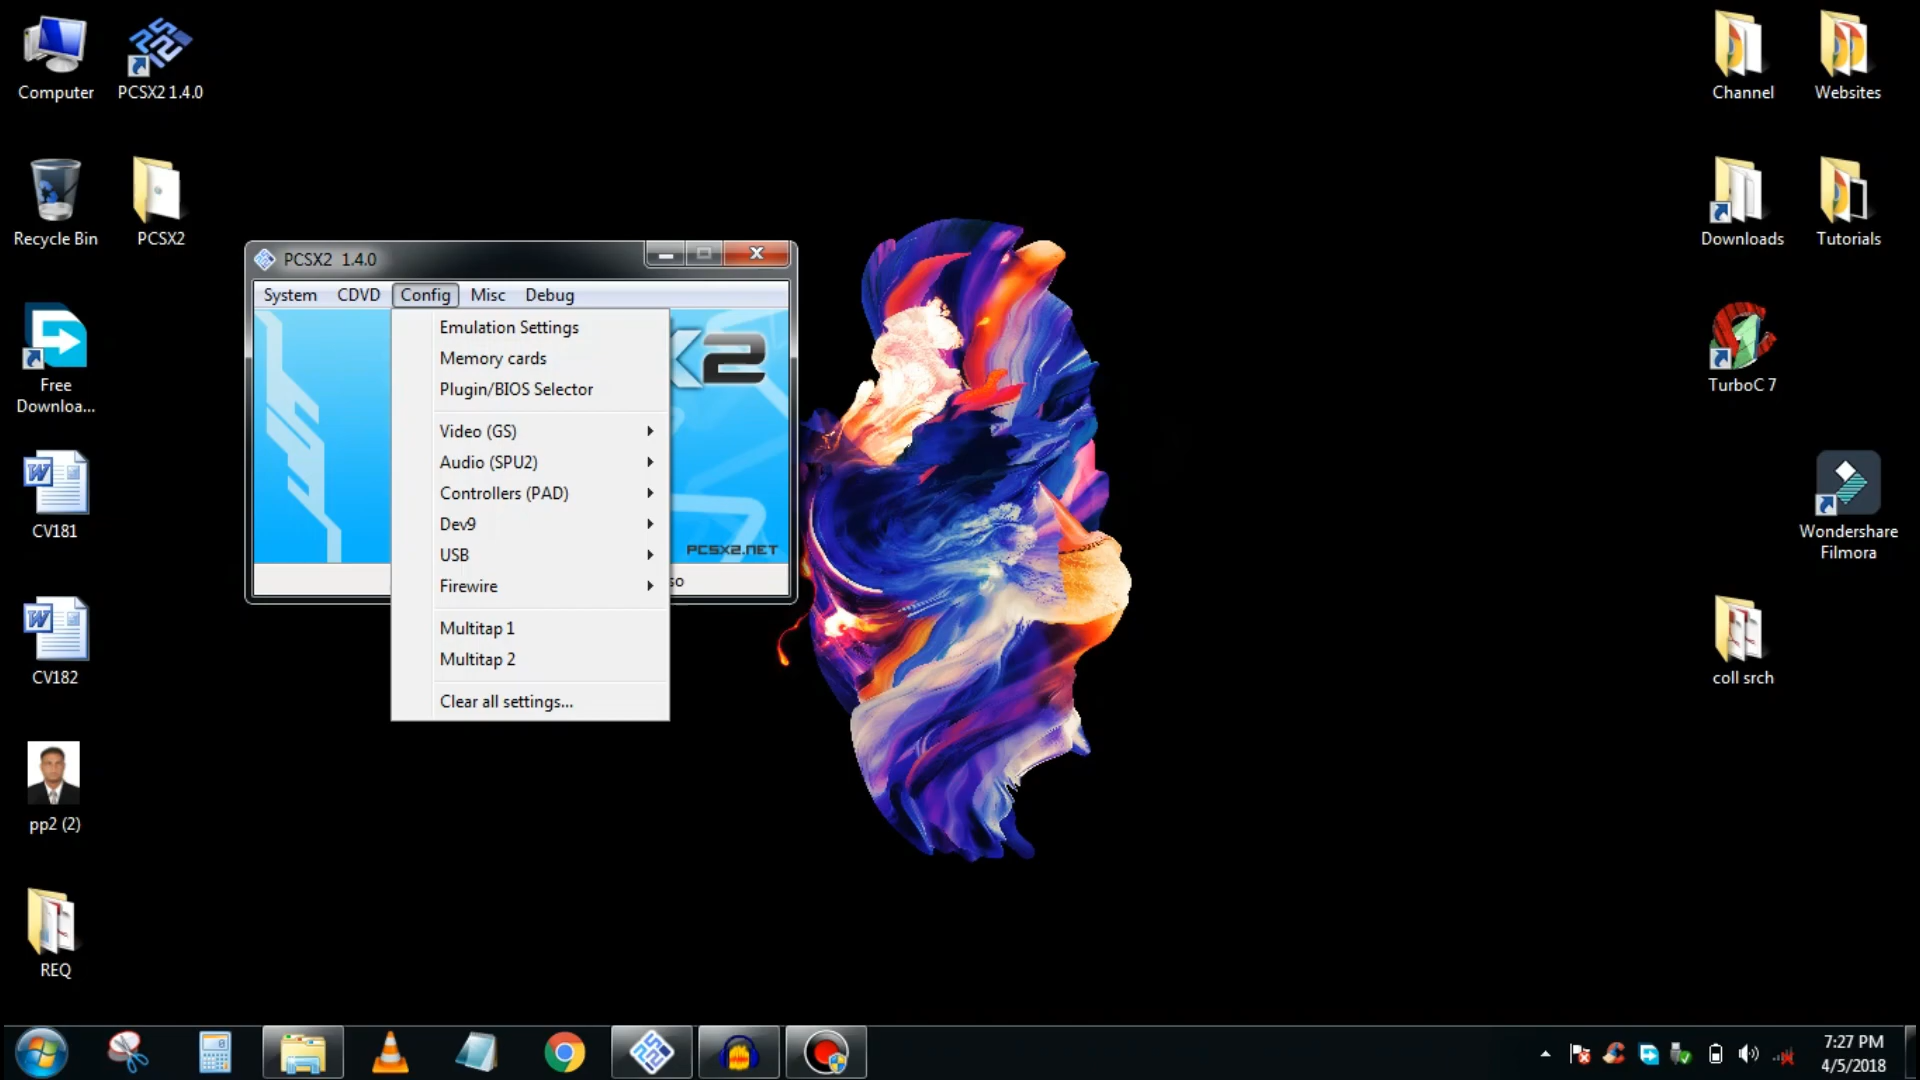 Computer
PCSX2 1.4.0
Recycle Bin
PCSX2
Free
Downloa...
CV181
CV182
pp2 (2)
REQ
PCSX2 1.4.0
System CDVD Config Misc Debug
Emulation Settings
Memory cards
Plugin/BIOS Selector
Video (GS)
Audio (SPU2)
Controllers (PAD)
Dev9
USB
Firewire
Multitap 1
Multitap 2
Clear all settings...
X2
PCSX2.NET
so
Channel
Websites
Downloads
Tutorials
TurboC 7
Wondershare
Filmora
coll srch
7:27 PM
4/5/2018